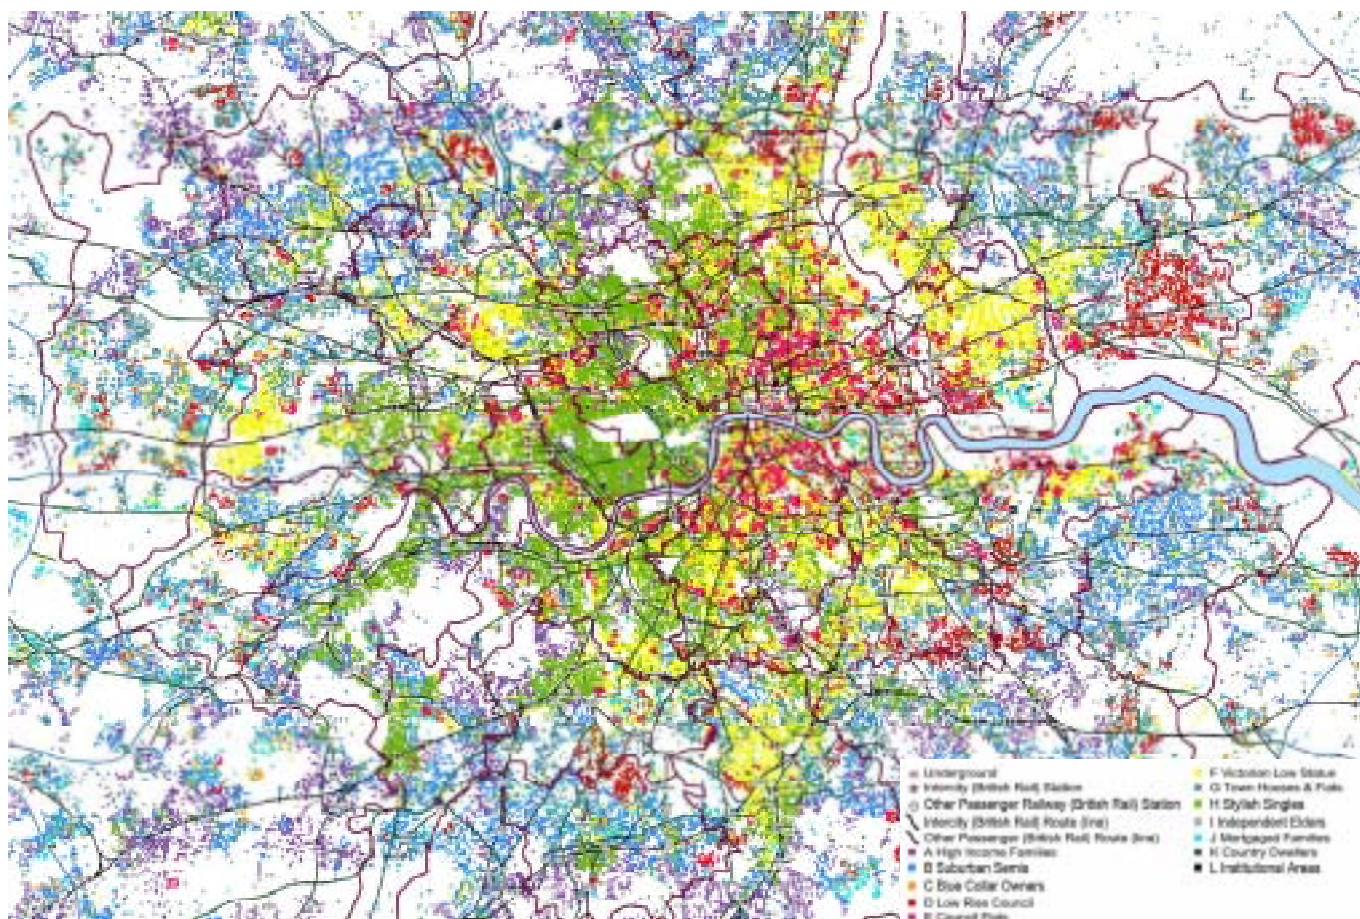 Underground
Intercity (British Rail) Station
Other Passenger Railway (British Rail) Station
Intercity (British Rail) Route (line)
Other Passenger (British Rail) Route (line)
A High Income Families
B Suburban Semis
C Blue Collar Owners
D Low Rise Council
E Council Flats
F Victorian Low Status
G Town Houses & Flats
H Stylish Singles
I Independent Elders
J Mortgaged Families
K Country Dwellers
L Institutional Areas